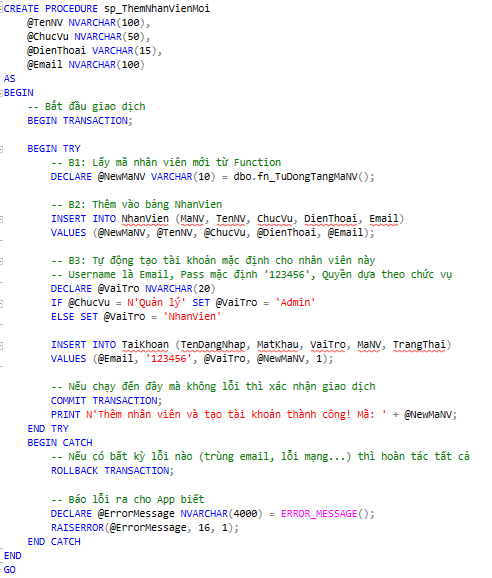 CREATE PROCEDURE sp_ThemNhanVienMoi
    @TenNV NVARCHAR(100),
    @ChucVu NVARCHAR(50),
    @DienThoai VARCHAR(15),
    @Email NVARCHAR(100)
AS
BEGIN
    -- Bắt đầu giao dịch
    BEGIN TRANSACTION;

    BEGIN TRY
        -- B1: Lấy mã nhân viên mới từ Function
        DECLARE @NewMaNV VARCHAR(10) = dbo.fn_TuDongTangMaNV();

        -- B2: Thêm vào bảng NhanVien
        INSERT INTO NhanVien (MaNV, TenNV, ChucVu, DienThoai, Email)
        VALUES (@NewMaNV, @TenNV, @ChucVu, @DienThoai, @Email);

        -- B3: Tự động tạo tài khoản mặc định cho nhân viên này
        -- Username là Email, Pass mặc định '123456', Quyền dựa theo chức vụ
        DECLARE @VaiTro NVARCHAR(20)
        IF @ChucVu = N'Quản lý' SET @VaiTro = 'Admin'
        ELSE SET @VaiTro = 'NhanVien'

        INSERT INTO TaiKhoan (TenDangNhap, MatKhau, VaiTro, MaNV, TrangThai)
        VALUES (@Email, '123456', @VaiTro, @NewMaNV, 1);

        -- Nếu chạy đến đây mà không lỗi thì xác nhận giao dịch
        COMMIT TRANSACTION;
        PRINT N'Thêm nhân viên và tạo tài khoản thành công! Mã: ' + @NewMaNV;
    END TRY
    BEGIN CATCH
        -- Nếu có bất kỳ lỗi nào (trùng email, lỗi mạng...) thì hoàn tác tất cả
        ROLLBACK TRANSACTION;

        -- Báo lỗi ra cho App biết
        DECLARE @ErrorMessage NVARCHAR(4000) = ERROR_MESSAGE();
        RAISERROR(@ErrorMessage, 16, 1);
    END CATCH
END
GO